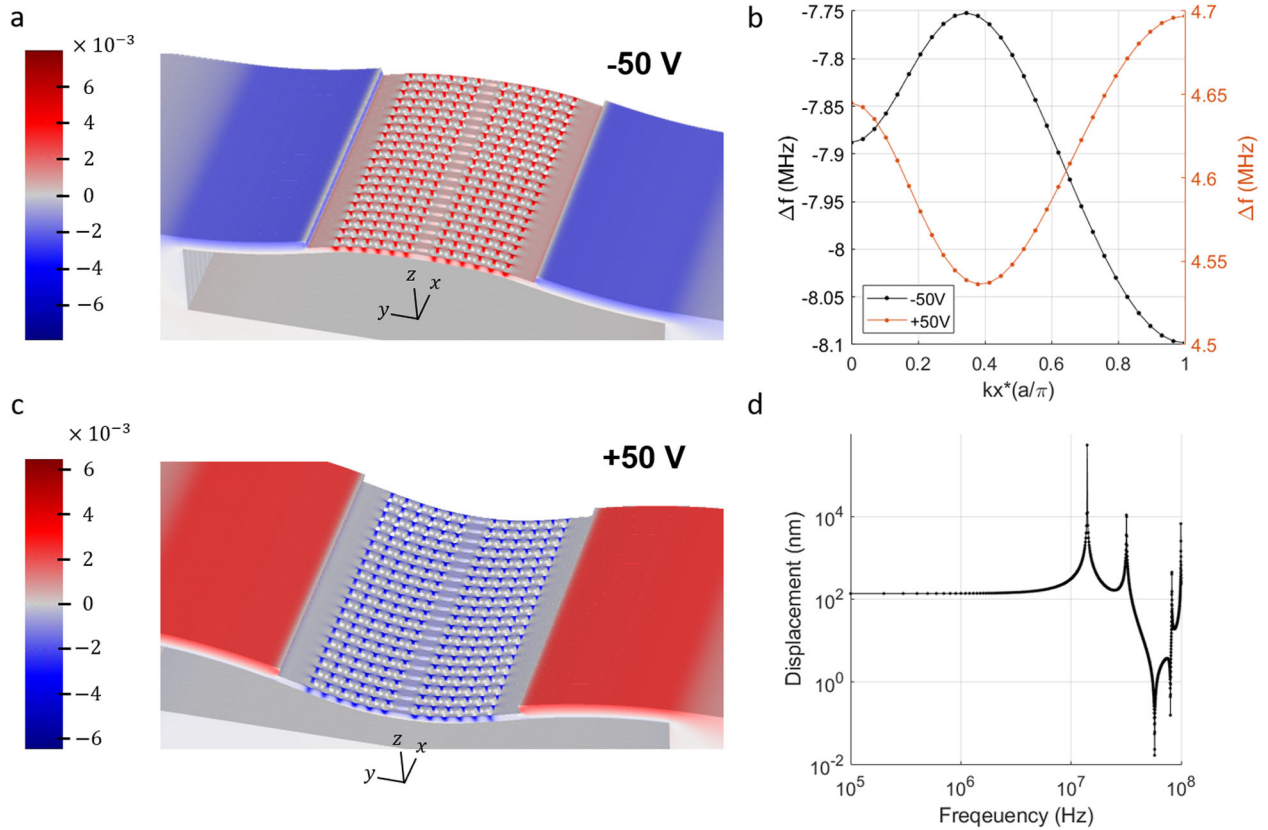 a
× 10⁻³
6
4
2
0
−2
−4
−6
-50 V
z
x
y
b
-7.75
-7.8
-7.85
-7.9
-7.95
-8
-8.05
-8.1
Δf (MHz)
4.7
4.65
4.6
4.55
4.5
Δf (MHz)
-50V
+50V
0
0.2
0.4
0.6
0.8
1
kx*(a/π)
c
× 10⁻³
6
4
2
0
−2
−4
−6
+50 V
z
x
y
d
10⁴
10²
10⁰
10⁻²
Displacement (nm)
10⁵
10⁶
10⁷
10⁸
Freqeuency (Hz)